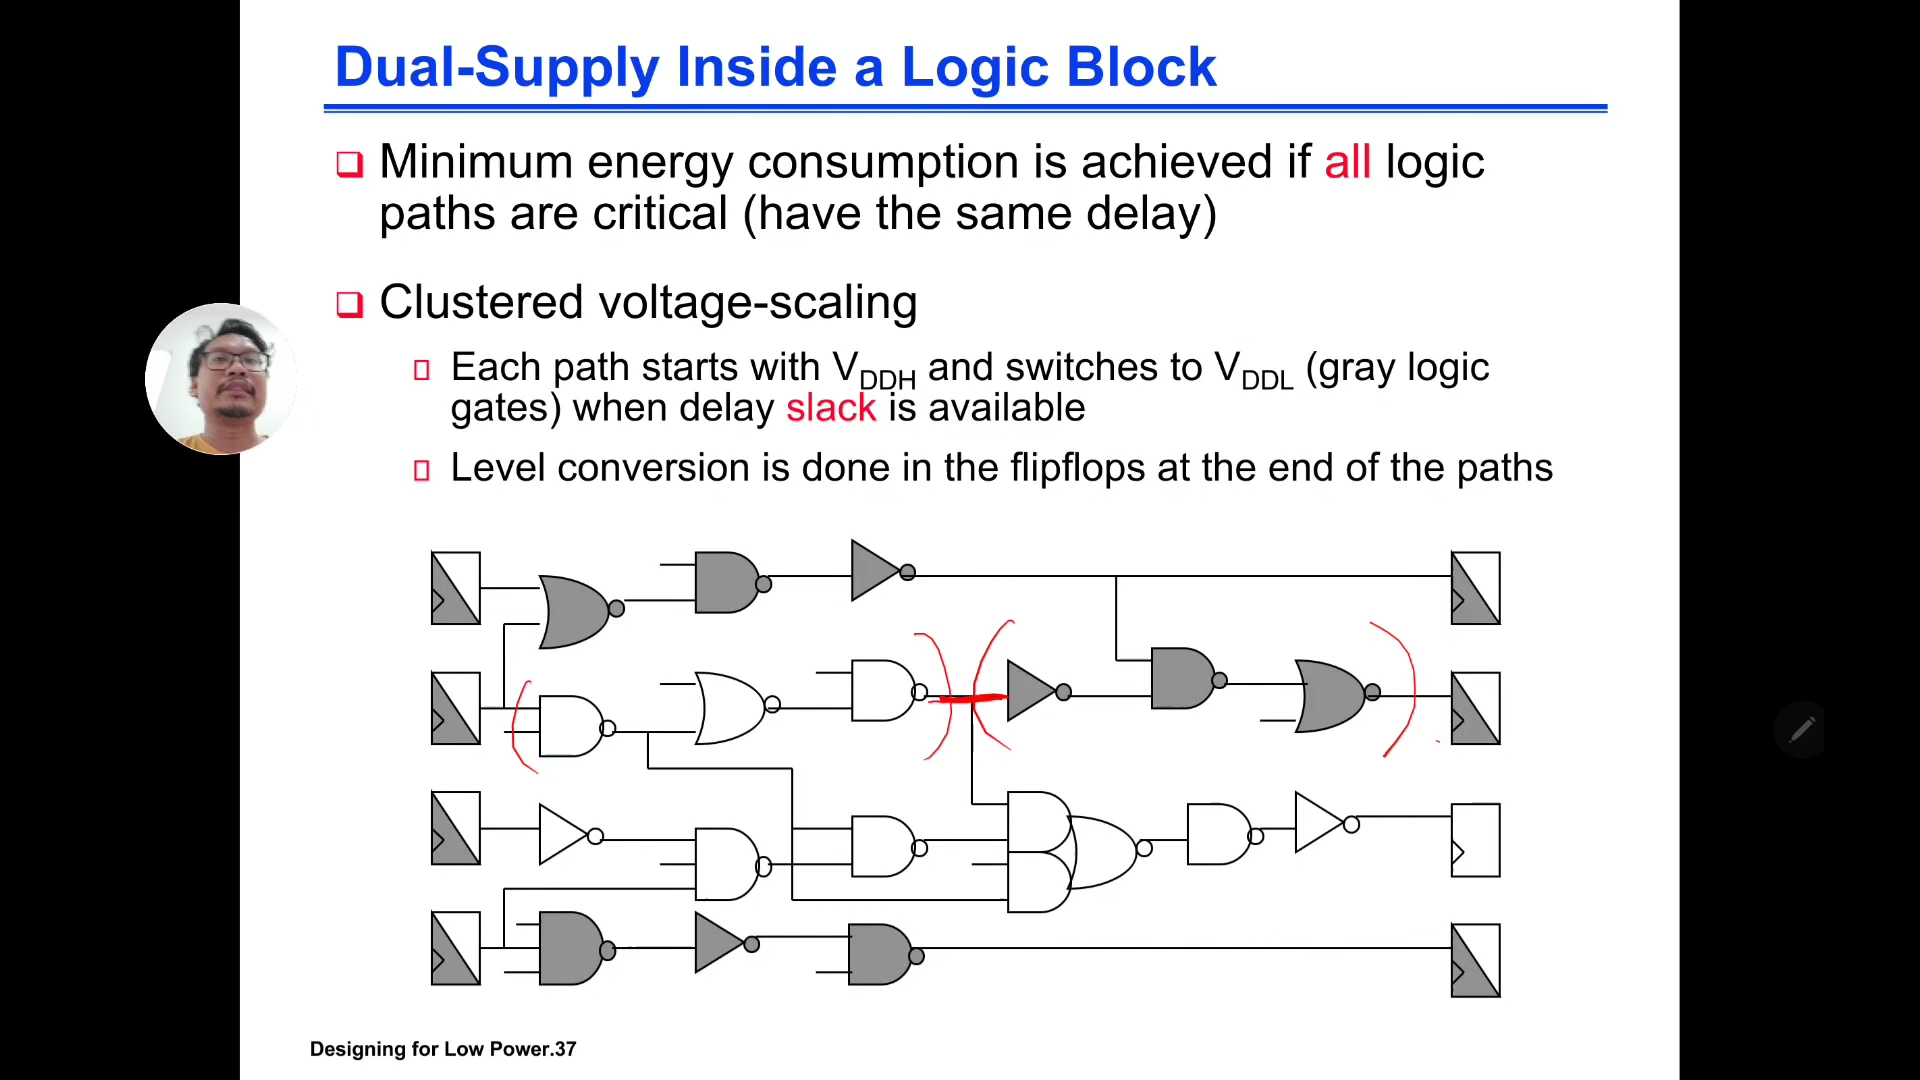 Dual-Supply Inside a Logic Block
Minimum energy consumption is achieved if all logic
paths are critical (have the same delay)
Clustered voltage-scaling
Each path starts with VDDH and switches to VDDL (gray logic
gates) when delay slack is available
Level conversion is done in the flipflops at the end of the paths
Designing for Low Power.37